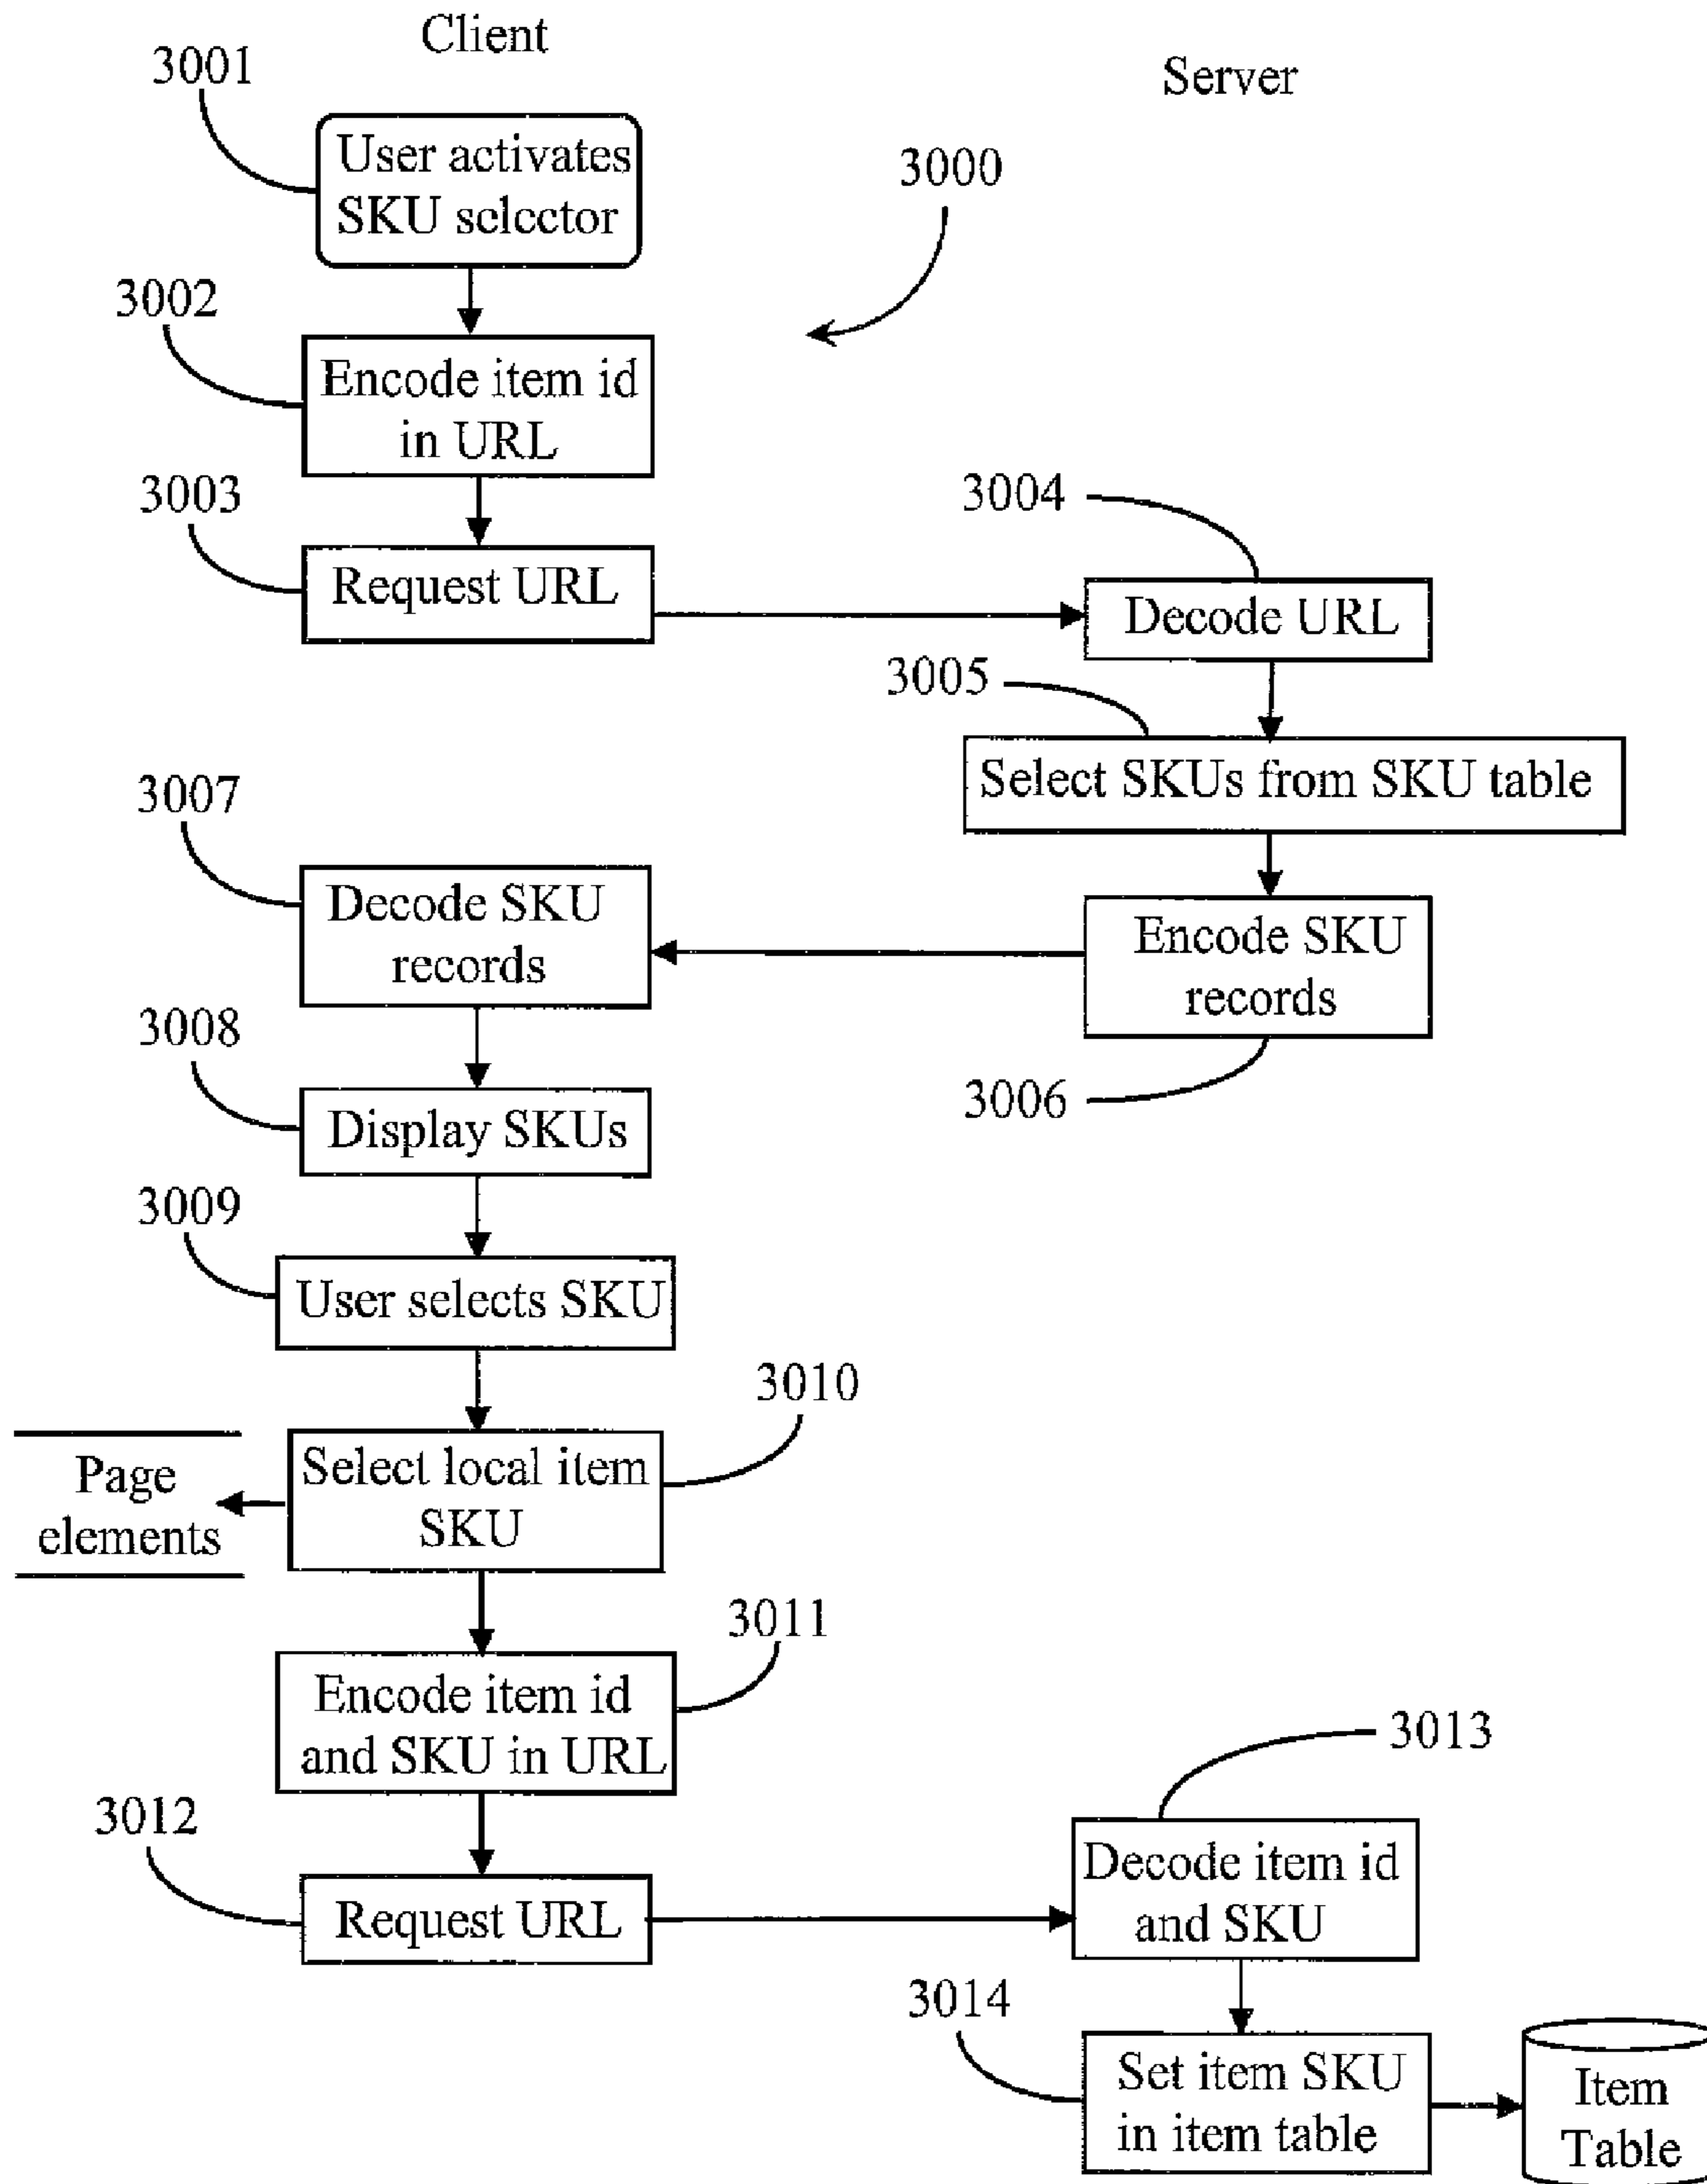 Client
Server
3001
User activates
SKU selector
3000
3002
Encode item id
in URL
3003
Request URL
3004
Decode URL
3005
Select SKUs from SKU table
3007
Decode SKU
records
Encode SKU
records
3006
3008
Display SKUs
3009
User selects SKU
3010
Page
elements
Select local item
SKU
3011
Encode item id
and SKU in URL
3012
Request URL
3013
Decode item id
and SKU
3014
Set item SKU
in item table
Item
Table